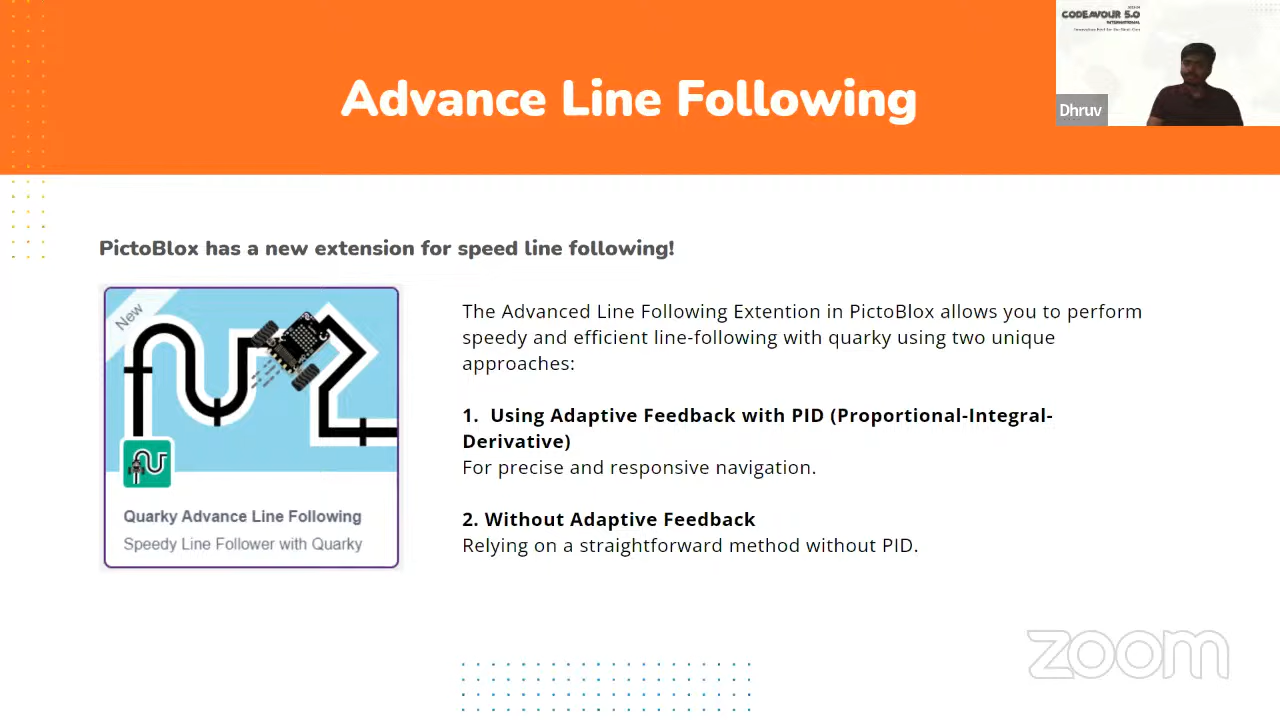 CODEAVOUR 5.0
INTERNATIONAL
Dhruv
Advance Line Following
PictoBlox has a new extension for speed line following!
New
Quarky Advance Line Following
Speedy Line Follower with Quarky
The Advanced Line Following Extention in PictoBlox allows you to perform
speedy and efficient line-following with quarky using two unique
approaches:
1. Using Adaptive Feedback with PID (Proportional-Integral-
Derivative)
For precise and responsive navigation.
2. Without Adaptive Feedback
Relying on a straightforward method without PID.
zoom